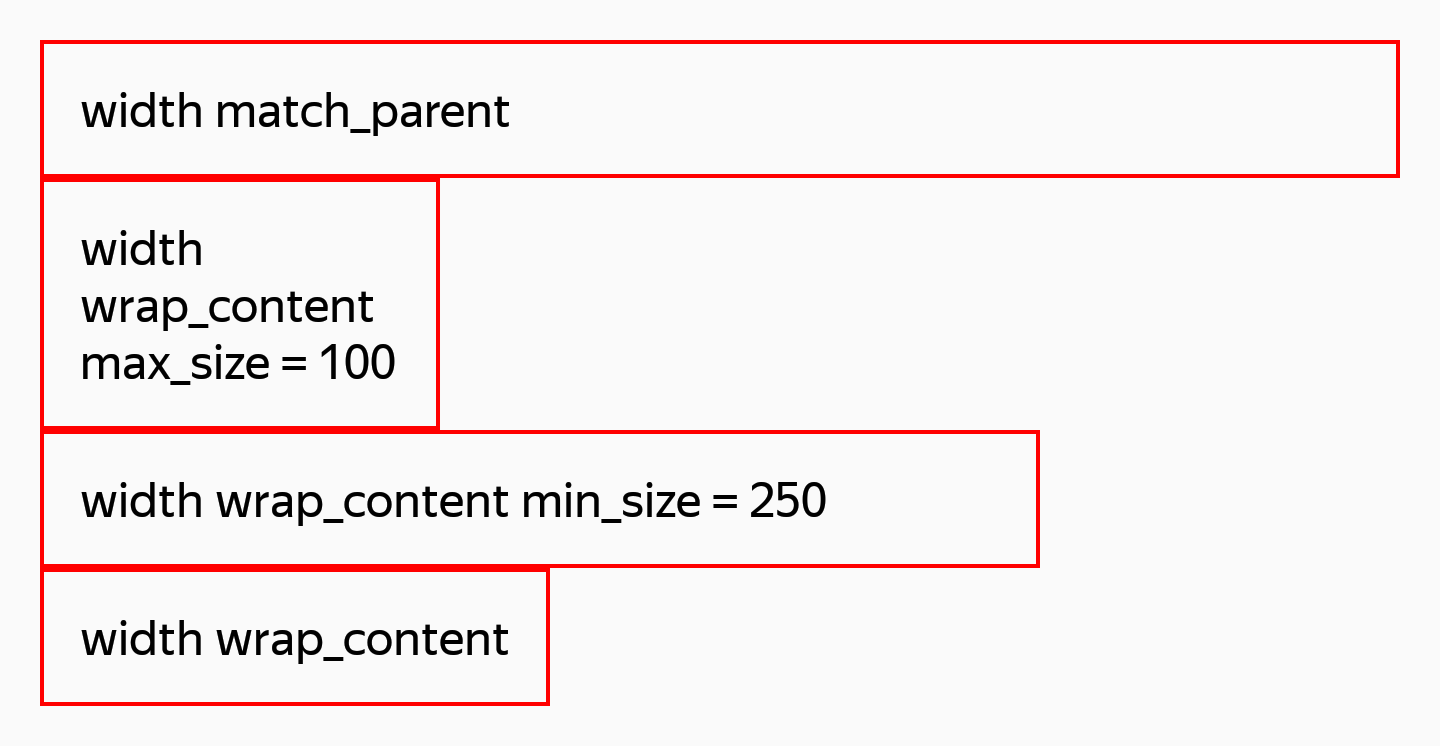 width match_parent
width
wrap_content
max_size = 100
width wrap_content min_size = 250
width wrap_content